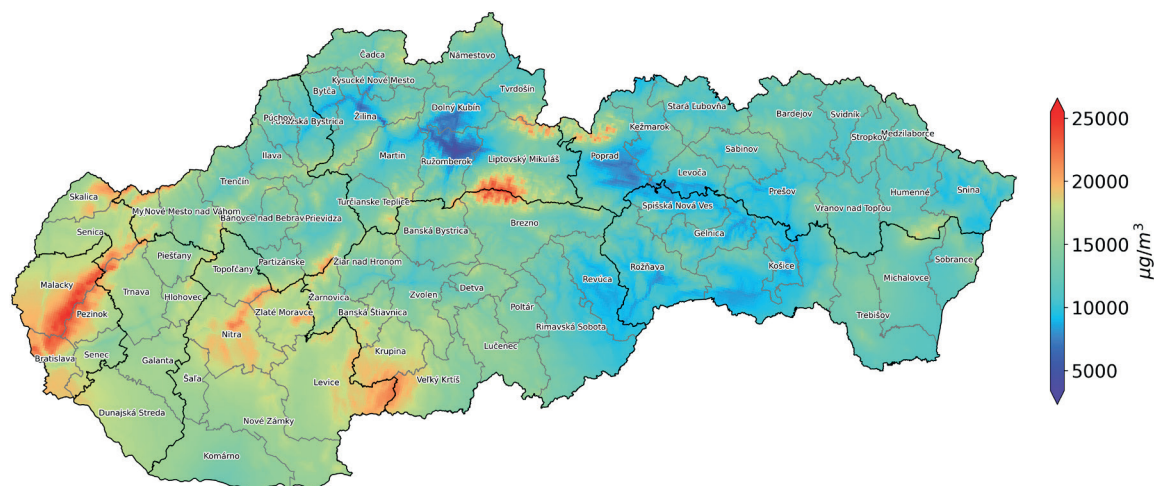 Čadca
Námestovo
Kysucké Nové Mesto
Tvrdošín
Bytča
Dolný Kubín
Stará Ľubovňa
Púchov
Považská Bystrica
Žilina
Bardejov
Svidník
Kežmarok
Stropkov
Medzilaborce
Ilava
Martin
Ružomberok
Liptovský Mikuláš
Poprad
Sabinov
Levoča
Trenčín
Skalica
Turčianske Teplice
Prešov
Humenné
Snina
My
Nové Mesto nad Váhom
Bánovce nad Bebrav
Prievidza
Spišská Nová Ves
Vranov nad Topľou
Senica
Banská Bystrica
Brezno
Gelnica
Piešťany
Topoľčany
Partizánske
Žiar nad Hronom
Rožňava
Košice
Sobrance
Malacky
Trnava
Hlohovec
Žarnovica
Zvolen
Detva
Revúca
Michalovce
Pezinok
Zlaté Moravce
Banská Štiavnica
Poltár
Trebišov
Nitra
Rimavská Sobota
Bratislava
Senec
Galanta
Krupina
Lučenec
Šaľa
Levice
Veľký Krtíš
Dunajská Streda
Nové Zámky
Komárno
25000
20000
15000
10000
5000
µg/m³